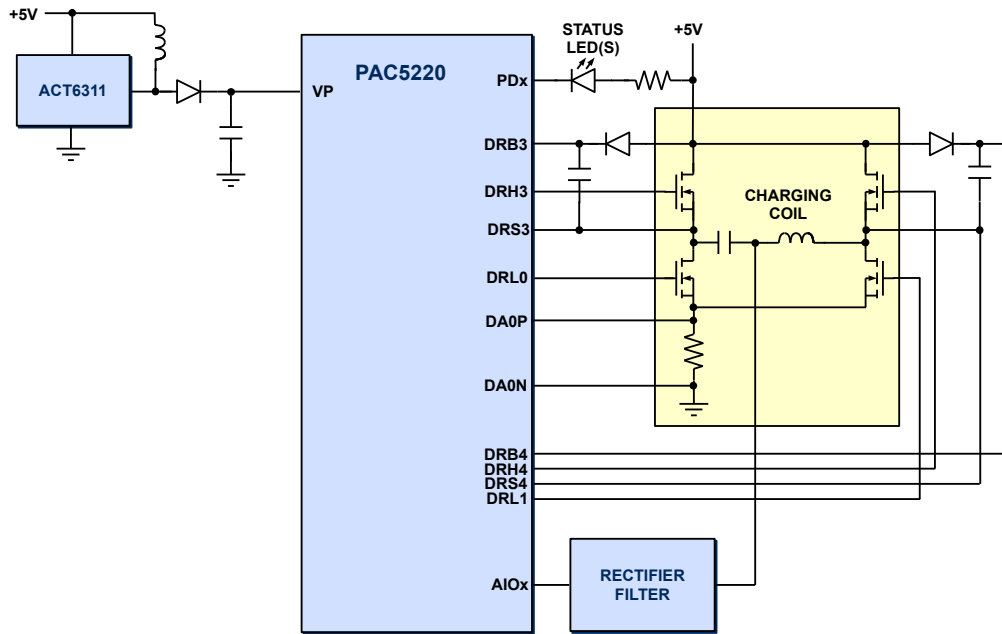 +5V
ACT6311
PAC5220
VP
PDx
STATUS
LED(S)
+5V
DRB3
DRH3
DRS3
DRL0
DA0P
DA0N
CHARGING
COIL
DRB4
DRH4
DRS4
DRL1
AIOx
RECTIFIER
FILTER